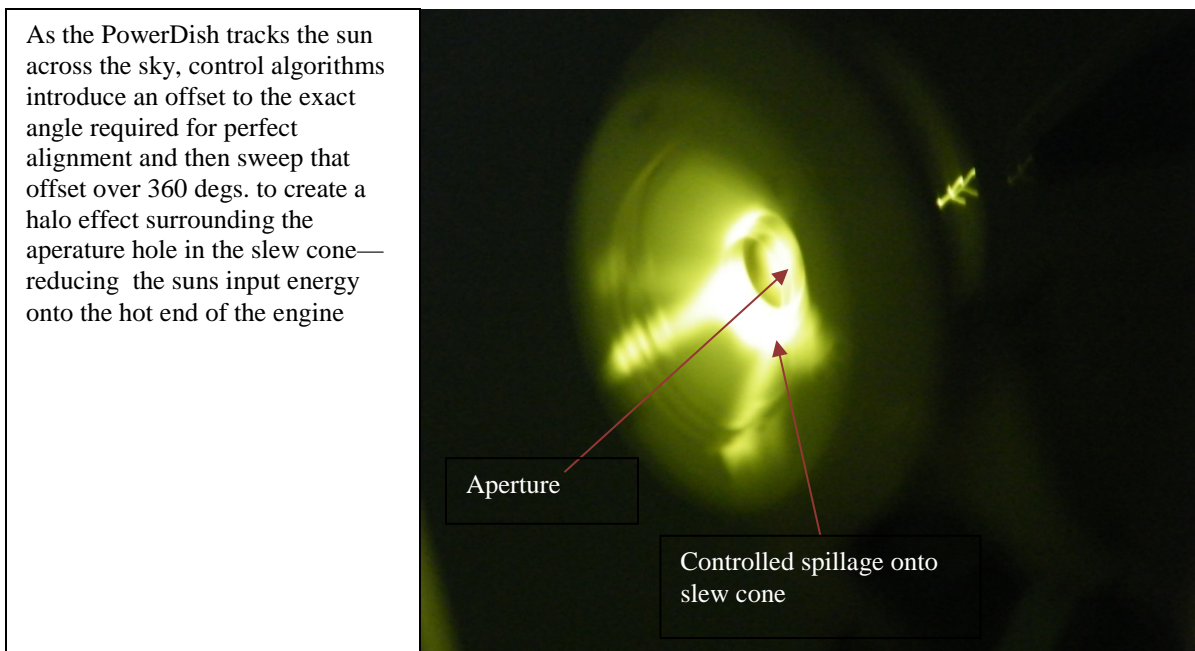 As the PowerDish tracks the sun
across the sky, control algorithms
introduce an offset to the exact
angle required for perfect
alignment and then sweep that
offset over 360 degs. to create a
halo effect surrounding the
aperature hole in the slew cone—
reducing  the suns input energy
onto the hot end of the engine
Aperture
Controlled spillage onto
slew cone